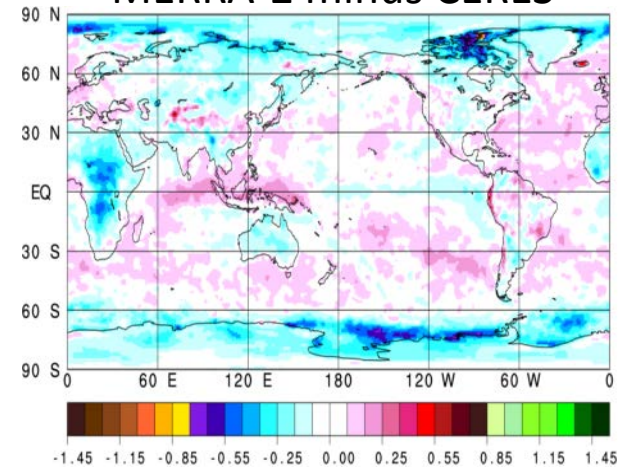 MERRA-2 minus CERES
90 N
60 N
30 N
EQ
30 S
60 S
90 S
0 60 E 120 E 180 120 W 60 W 0
-1.45 -1.15 -0.85 -0.55 -0.25 0.00 0.25 0.55 0.85 1.15 1.45